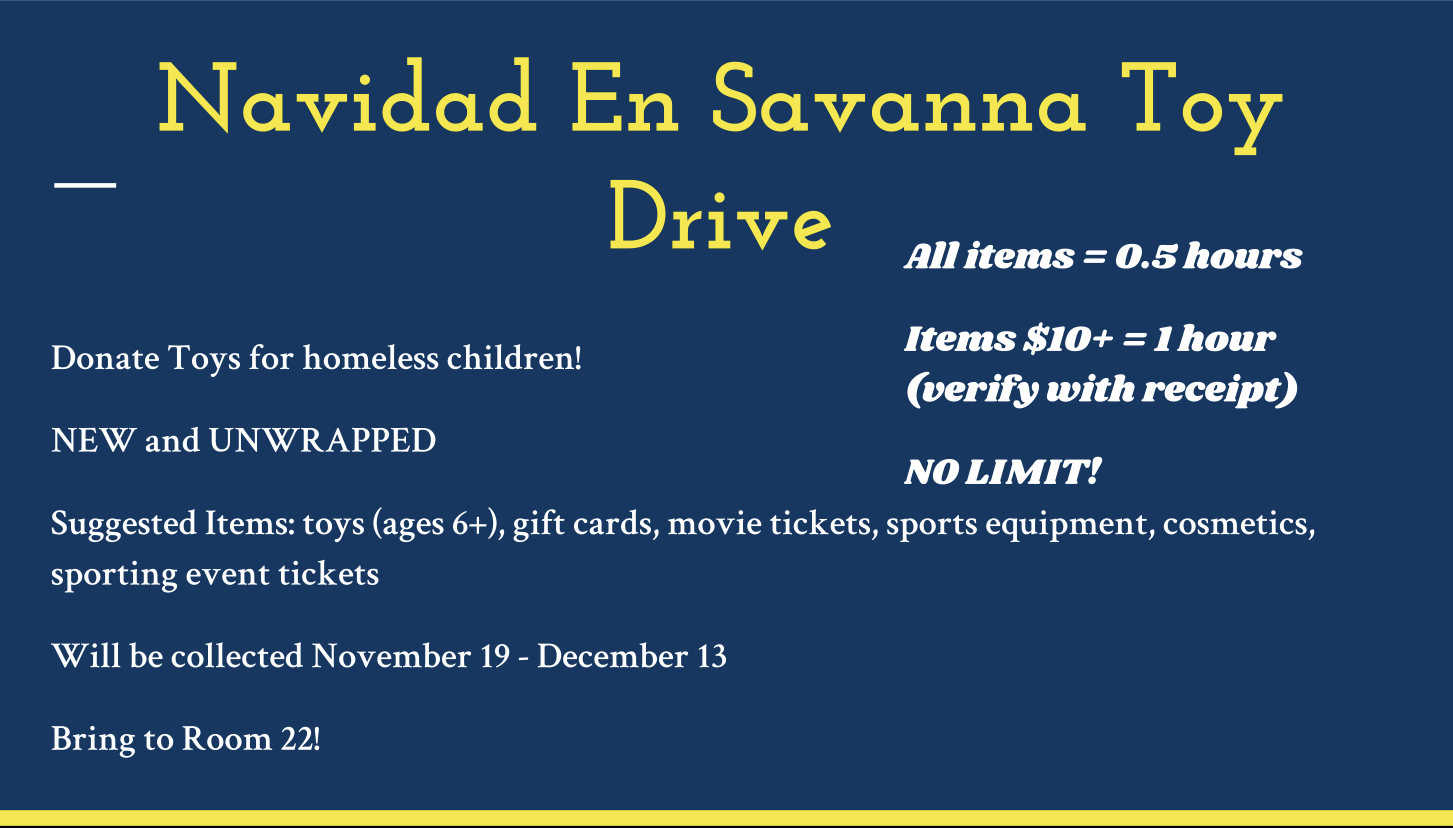 Navidad En Savanna Toy
Drive
All items = 0.5 hours
Items $10+ = 1 hour
(verify with receipt)
NO LIMIT!
Donate Toys for homeless children!
NEW and UNWRAPPED
Suggested Items: toys (ages 6+), gift cards, movie tickets, sports equipment, cosmetics,
sporting event tickets
Will be collected November 19 - December 13
Bring to Room 22!